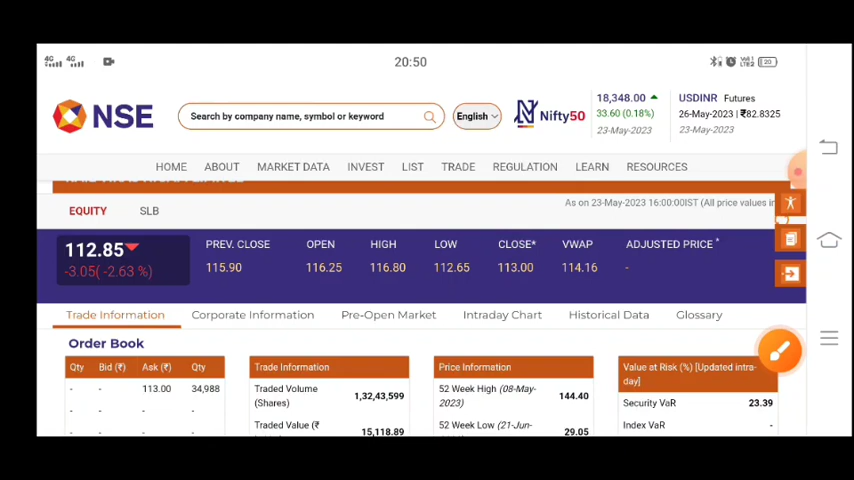 4G 4G 20:50 20
NSE
Search by company name, symbol or keyword
English
Nifty50
18,348.00
33.60 (0.18%)
23-May-2023
USDINR Futures
26-May-2023 | ₹82.8325
23-May-2023
HOME ABOUT MARKET DATA INVEST LIST TRADE REGULATION LEARN RESOURCES
EQUITY SLB
As on 23-May-2023 16:00:00IST (All price values in
112.85
-3.05( -2.63 %)
PREV. CLOSE OPEN HIGH LOW CLOSE* VWAP ADJUSTED PRICE *
115.90 116.25 116.80 112.65 113.00 114.16 -
Trade Information Corporate Information Pre-Open Market Intraday Chart Historical Data Glossary
Order Book
Qty Bid (₹) Ask (₹) Qty
- - 113.00 34,988
- - - -
- - - -
Trade Information
Traded Volume
(Shares) 1,32,43,599
Traded Value (₹ 15,118.89
Price Information
52 Week High (08-May-
2023) 144.40
52 Week Low (21-Jun- 29.05
Value at Risk (%) [Updated intra-
day]
Security VaR 23.39
Index VaR -